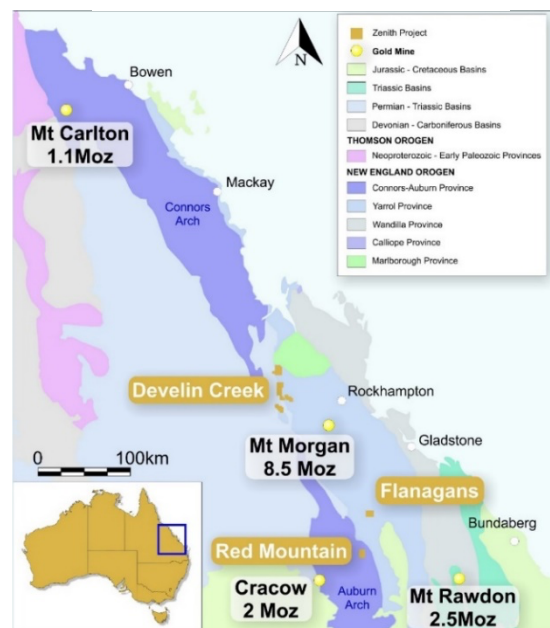 Zenith Project
Gold Mine
Jurassic - Cretaceous Basins
Triassic Basins
Permian - Triassic Basins
Devonian - Carboniferous Basins
THOMSON OROGEN
Neoproterozoic - Early Paleozoic Provinces
NEW ENGLAND OROGEN
Connors-Auburn Province
Yarrol Province
Wandilla Province
Calliope Province
Marlborough Province
N
Bowen
Mt Carlton
1.1Moz
Mackay
Connors
Arch
Develin Creek
Rockhampton
0 100km
Mt Morgan
8.5 Moz
Gladstone
Flanagans
Bundaberg
Red Mountain
Cracow
2 Moz
Auburn
Arch
Mt Rawdon
2.5Moz